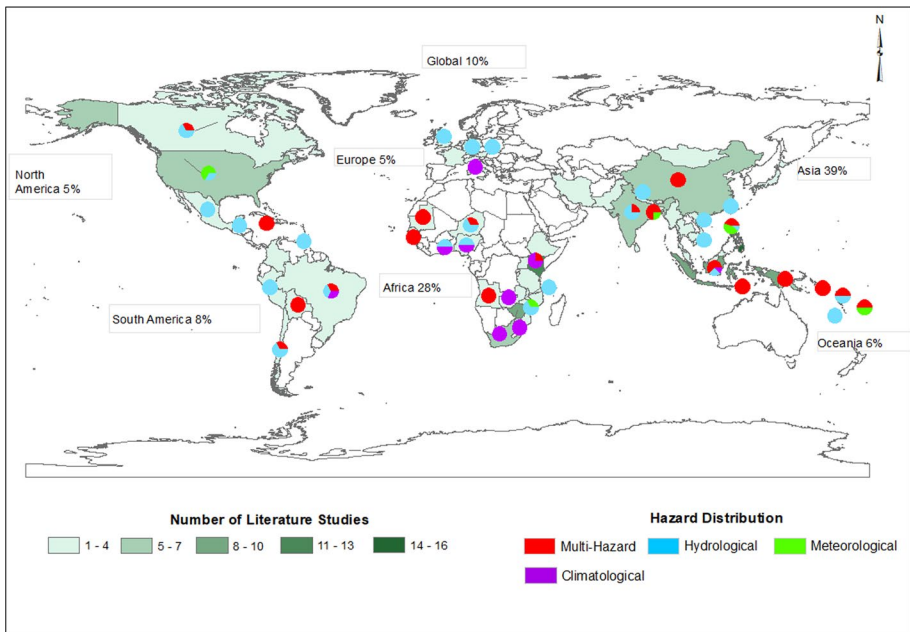 N
Global 10%
Europe 5%
Asia 39%
North
America 5%
Africa 28%
South America 8%
Oceania 6%
Number of Literature Studies
1 - 4
5 - 7
8 - 10
11 - 13
14 - 16
Hazard Distribution
Multi-Hazard
Hydrological
Meteorological
Climatological